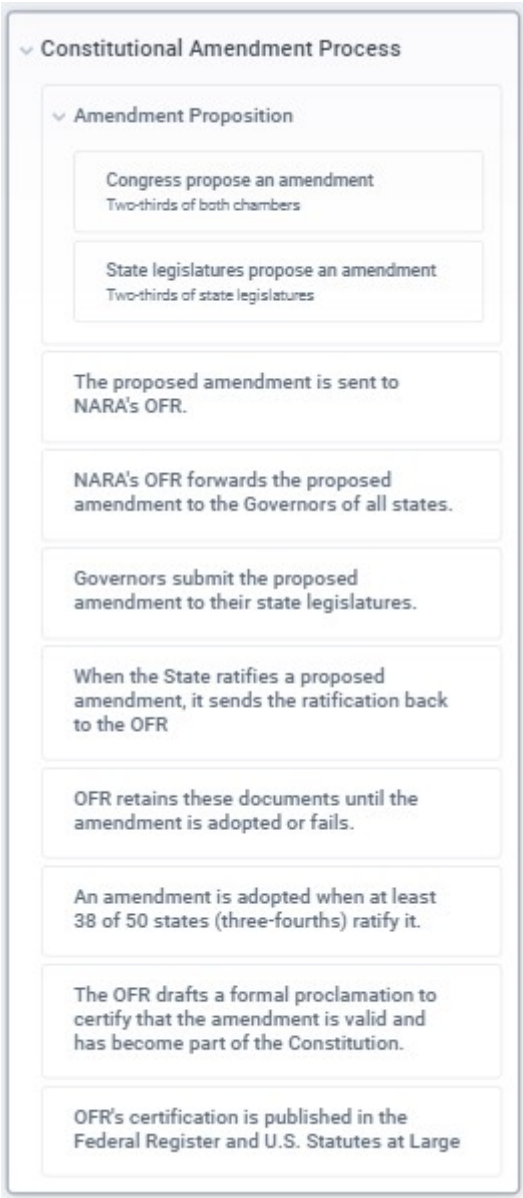 Constitutional Amendment Process
Amendment Proposition
Congress propose an amendment
Two-thirds of both chambers
State legislatures propose an amendment
Two-thirds of state legislatures
The proposed amendment is sent to
NARA's OFR.
NARA's OFR forwards the proposed
amendment to the Governors of all states.
Governors submit the proposed
amendment to their state legislatures.
When the State ratifies a proposed
amendment, it sends the ratification back
to the OFR
OFR retains these documents until the
amendment is adopted or fails.
An amendment is adopted when at least
38 of 50 states (three-fourths) ratify it.
The OFR drafts a formal proclamation to
certify that the amendment is valid and
has become part of the Constitution.
OFR's certification is published in the
Federal Register and U.S. Statutes at Large